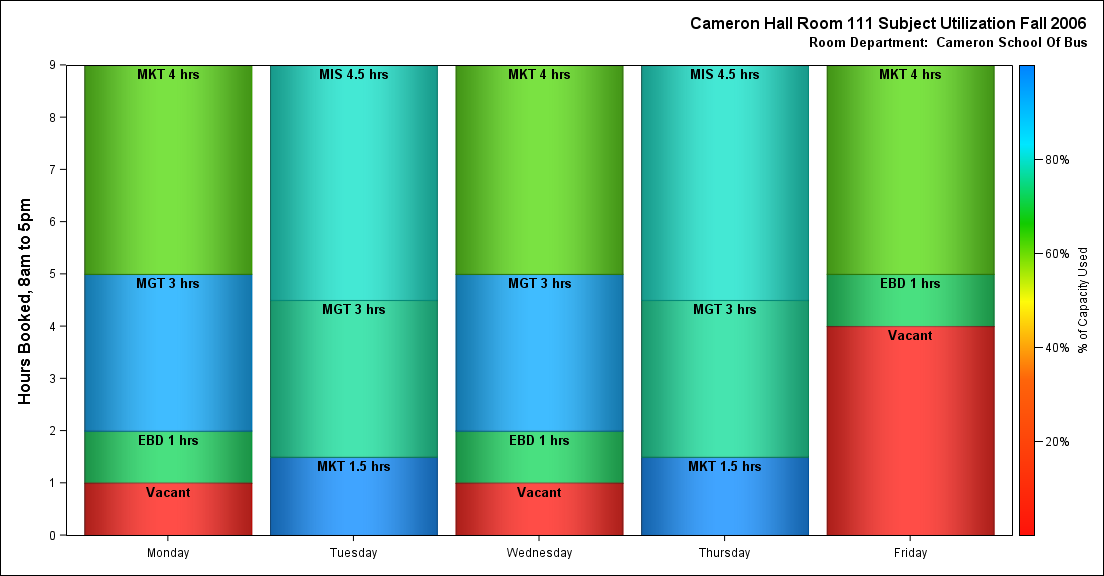 Cameron Hall Room 111 Subject Utilization Fall 2006
Room Department:  Cameron School Of Bus
Hours Booked, 8am to 5pm
9
8
7
6
5
4
3
2
1
0
MKT 4 hrs
MGT 3 hrs
EBD 1 hrs
Vacant
MIS 4.5 hrs
MGT 3 hrs
MKT 1.5 hrs
MKT 4 hrs
MGT 3 hrs
EBD 1 hrs
Vacant
MIS 4.5 hrs
MGT 3 hrs
MKT 1.5 hrs
MKT 4 hrs
EBD 1 hrs
Vacant
Monday
Tuesday
Wednesday
Thursday
Friday
80%
60%
40%
20%
% of Capacity Used